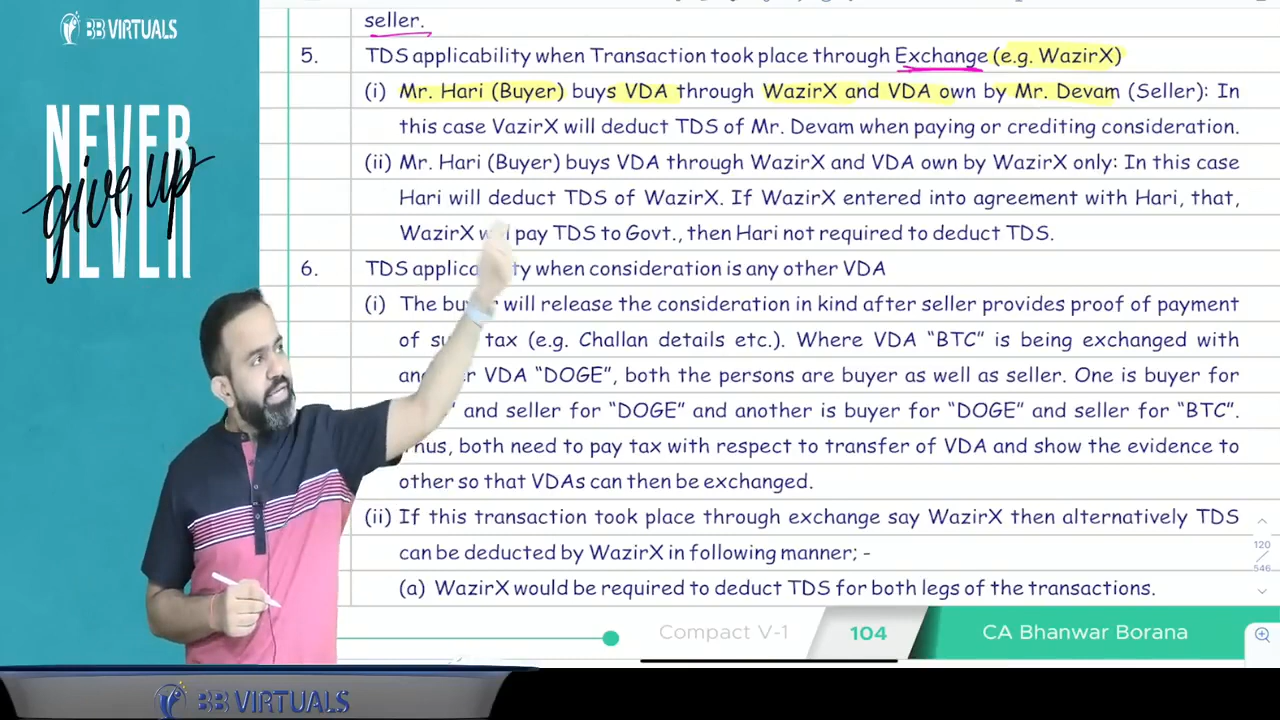 BB VIRTUALS
NEVER
give up
NEVER
seller.
5. TDS applicability when Transaction took place through Exchange (e.g. WazirX)
(i) Mr. Hari (Buyer) buys VDA through WazirX and VDA own by Mr. Devam (Seller): In
this case VazirX will deduct TDS of Mr. Devam when paying or crediting consideration.
(ii) Mr. Hari (Buyer) buys VDA through WazirX and VDA own by WazirX only: In this case
Hari will deduct TDS of WazirX. If WazirX entered into agreement with Hari, that,
WazirX will pay TDS to Govt., then Hari not required to deduct TDS.
6. TDS applicability when consideration is any other VDA
(i) The buyer will release the consideration in kind after seller provides proof of payment
of such tax (e.g. Challan details etc.). Where VDA "BTC" is being exchanged with
another VDA "DOGE", both the persons are buyer as well as seller. One is buyer for
and seller for "DOGE" and another is buyer for "DOGE" and seller for "BTC".
Thus, both need to pay tax with respect to transfer of VDA and show the evidence to
other so that VDAs can then be exchanged.
(ii) If this transaction took place through exchange say WazirX then alternatively TDS
can be deducted by WazirX in following manner; -
(a) WazirX would be required to deduct TDS for both legs of the transactions.
120
546
Compact V-1 104 CA Bhanwar Borana
BB VIRTUALS